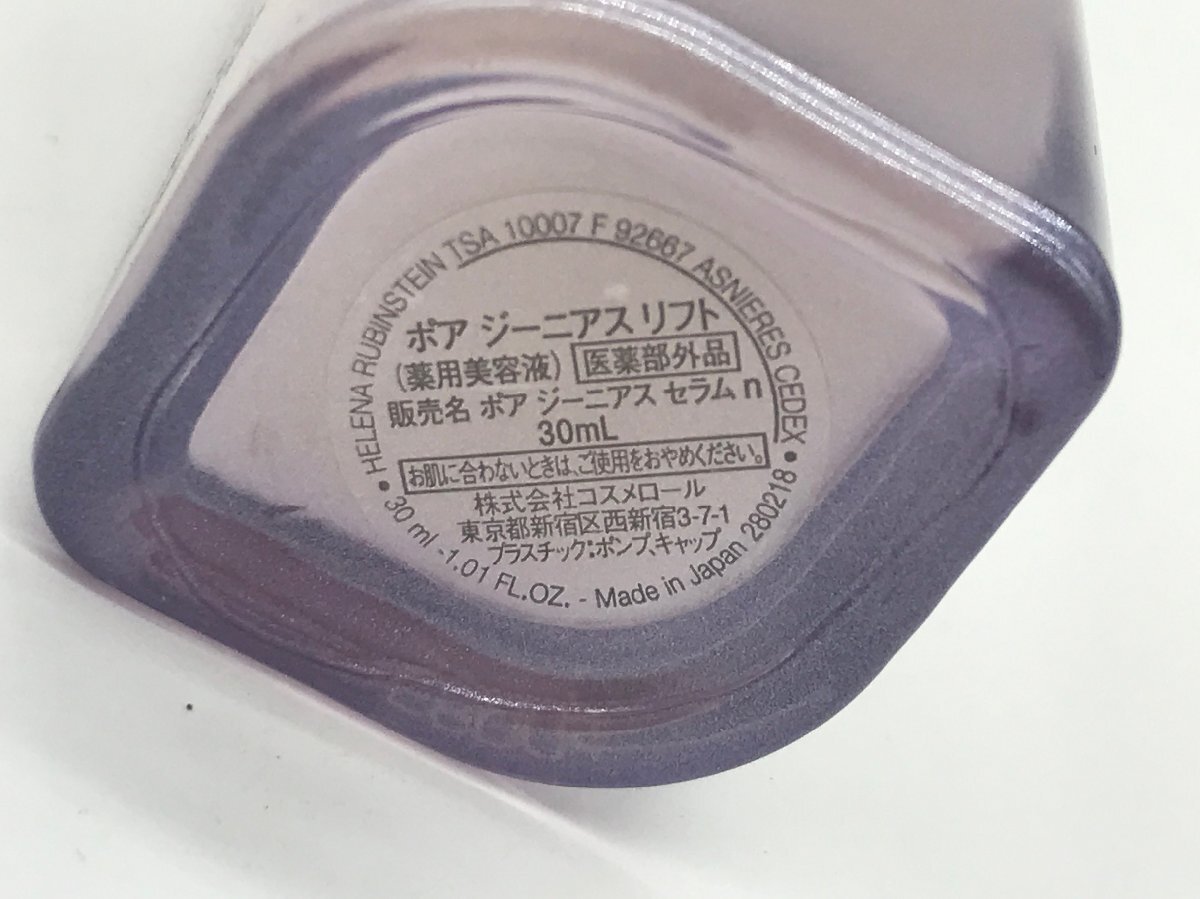 HELENA RUBINSTEIN TSA 10007 F 92667 ASNIERES CEDEX
ポア ジーニアス リフト
(薬用美容液) 医薬部外品
販売名 ポア ジーニアス セラム n
30mL
お肌に合わないときは、ご使用をおやめください。
株式会社コスメロール
東京都新宿区西新宿3-7-1
プラスチック:ポンプ、キャップ
• 30 ml -1.01 FL.OZ. - Made in Japan 280218 •